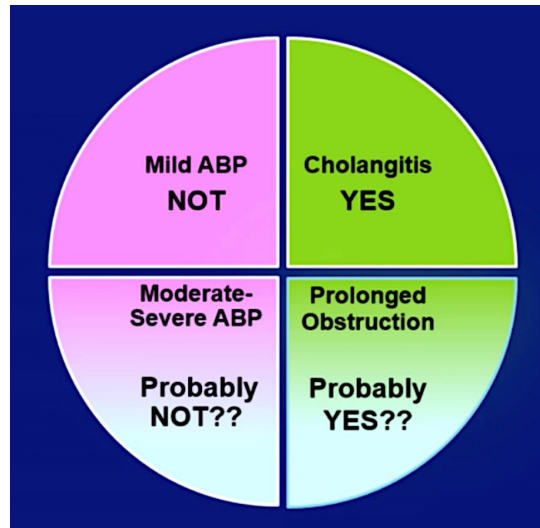 Mild ABP
NOT
Cholangitis
YES
Moderate-
Severe ABP
Probably
NOT??
Prolonged
Obstruction
Probably
YES??